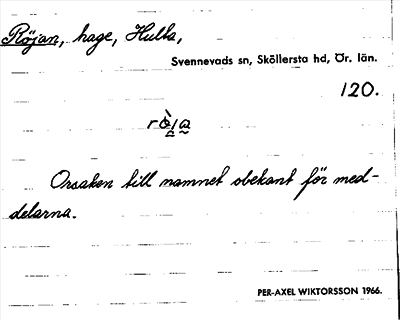 Röjan, hage, Hulla,
Svennevads sn, Sköllersta hd, Ör. län.
120.
Orsaken till namnet obekant för med-
delarna.
PER-AXEL WIKTORSSON 1966.